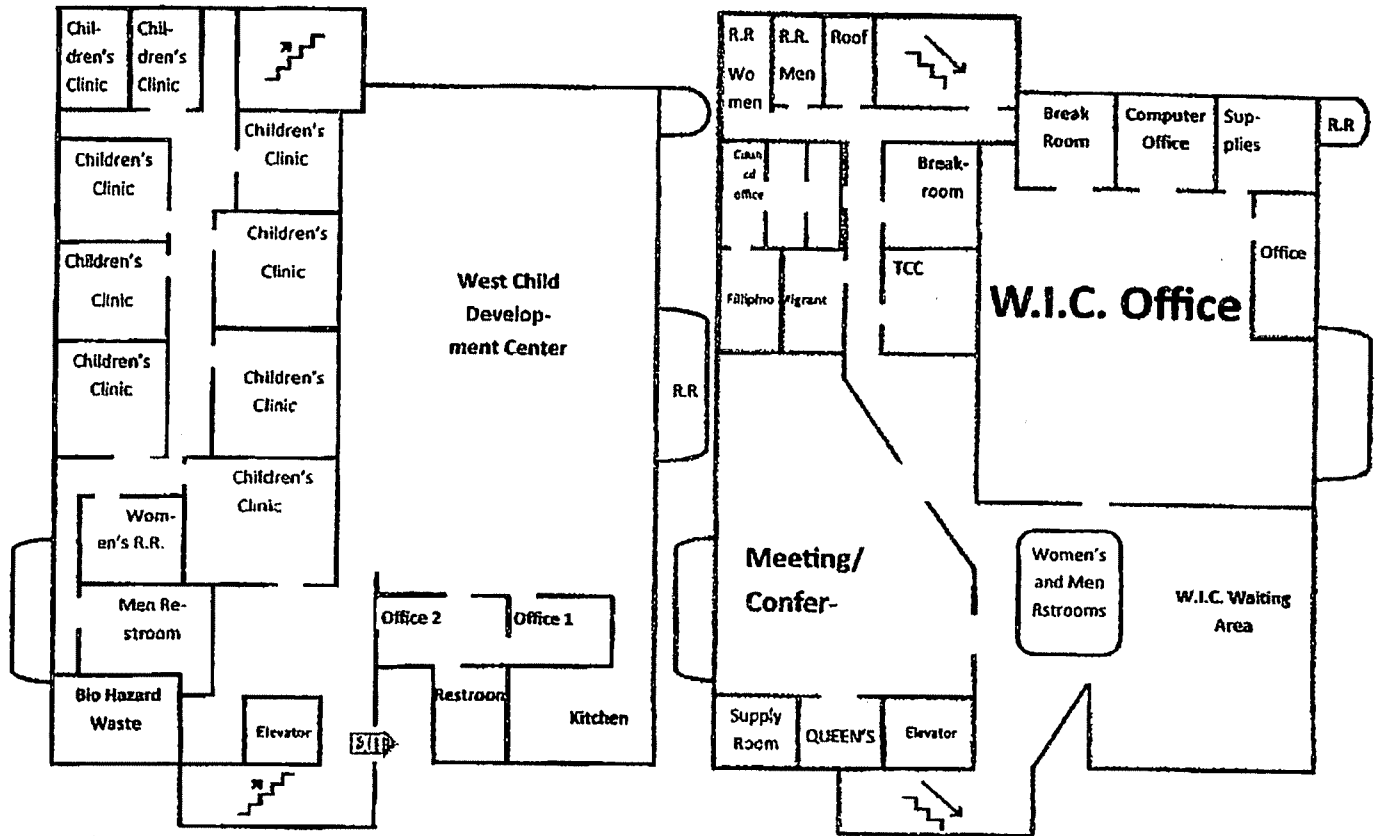 Chil-
dren's
Clinic
Chil-
dren's
Clinic
Children's
Clinic
Children's
Clinic
Children's
Clinic
Children's
Clinic
Children's
Clinic
Children's
Clinic
Children's
Clinic
Children's
Clinic
Wom-
en's R.R.
Men Re-
stroom
Bio Hazard
Waste
Elevator
West Child
Develop-
ment Center
R.R
Office 2
Office 1
Restroom
Kitchen
R.R
Wo
men
R.R.
Men
Roof
Break
Room
Computer
Office
Sup-
plies
R.R
office
Break-
room
Office
Filipino
TCC
W.I.C. Office
Meeting/
Confer-
Women's
and Men
Rstrooms
W.I.C. Waiting
Area
Supply
Room
QUEEN'S
Elevator